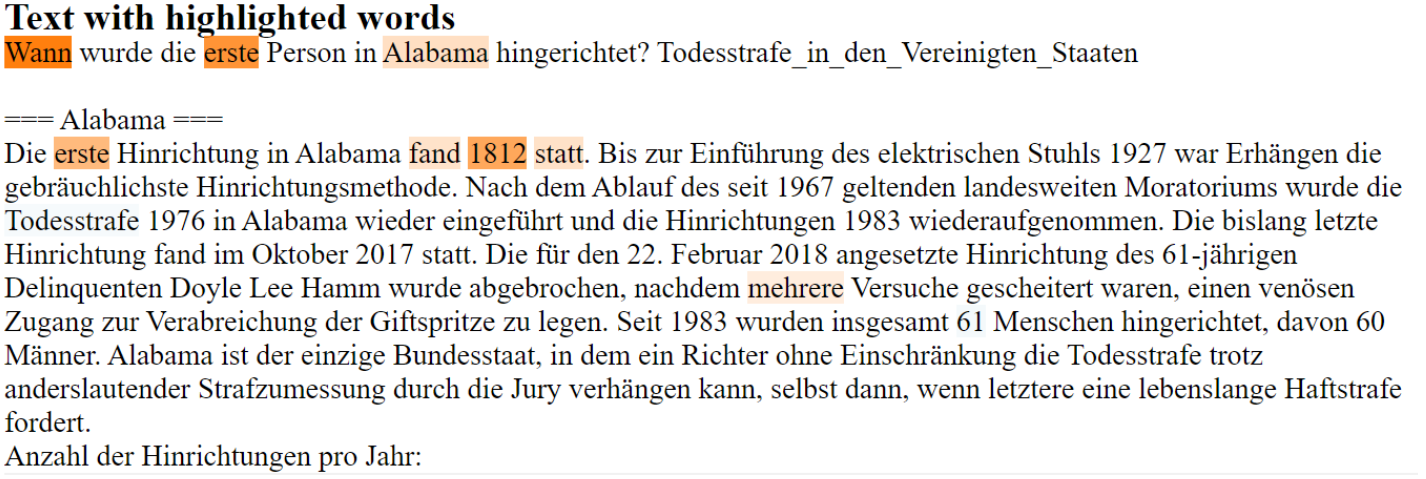 Text with highlighted words
Wann wurde die erste Person in Alabama hingerichtet? Todesstrafe_in_den_Vereinigten_Staaten
=== Alabama ===
Die erste Hinrichtung in Alabama fand 1812 statt. Bis zur Einführung des elektrischen Stuhls 1927 war Erhängen die
gebräuchlichste Hinrichtungsmethode. Nach dem Ablauf des seit 1967 geltenden landesweiten Moratoriums wurde die
Todesstrafe 1976 in Alabama wieder eingeführt und die Hinrichtungen 1983 wiederaufgenommen. Die bislang letzte
Hinrichtung fand im Oktober 2017 statt. Die für den 22. Februar 2018 angesetzte Hinrichtung des 61-jährigen
Delinquenten Doyle Lee Hamm wurde abgebrochen, nachdem mehrere Versuche gescheitert waren, einen venösen
Zugang zur Verabreichung der Giftspritze zu legen. Seit 1983 wurden insgesamt 61 Menschen hingerichtet, davon 60
Männer. Alabama ist der einzige Bundesstaat, in dem ein Richter ohne Einschränkung die Todesstrafe trotz
anderslautender Strafzumessung durch die Jury verhängen kann, selbst dann, wenn letztere eine lebenslange Haftstrafe
fordert.
Anzahl der Hinrichtungen pro Jahr: